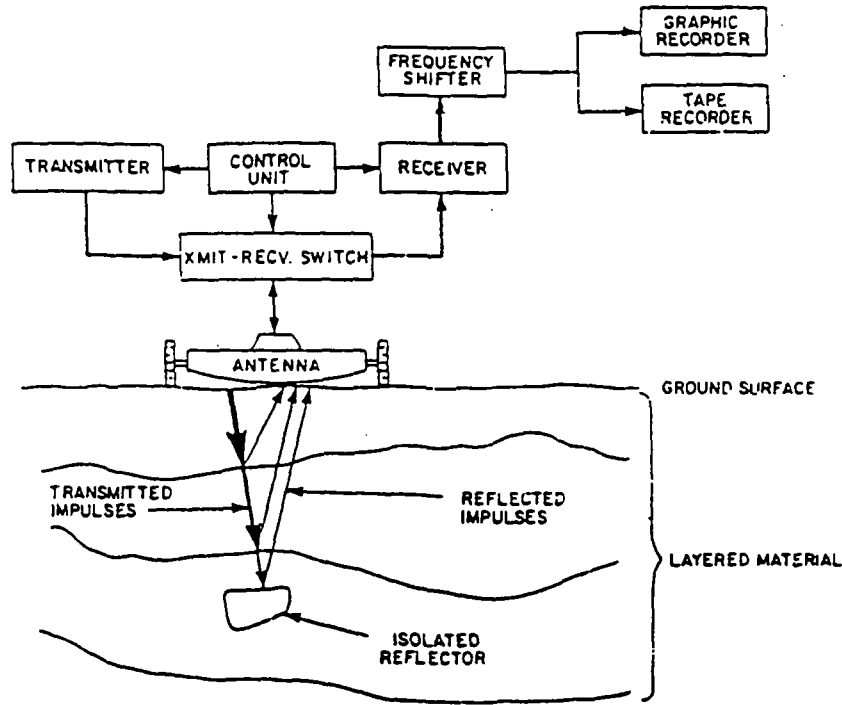 GRAPHIC
RECORDER
FREQUENCY
SHIFTER
TAPE
RECORDER
TRANSMITTER
CONTROL
UNIT
RECEIVER
XMIT-RECV. SWITCH
ANTENNA
GROUND SURFACE
TRANSMITTED
IMPULSES
REFLECTED
IMPULSES
LAYERED MATERIAL
ISOLATED
REFLECTOR